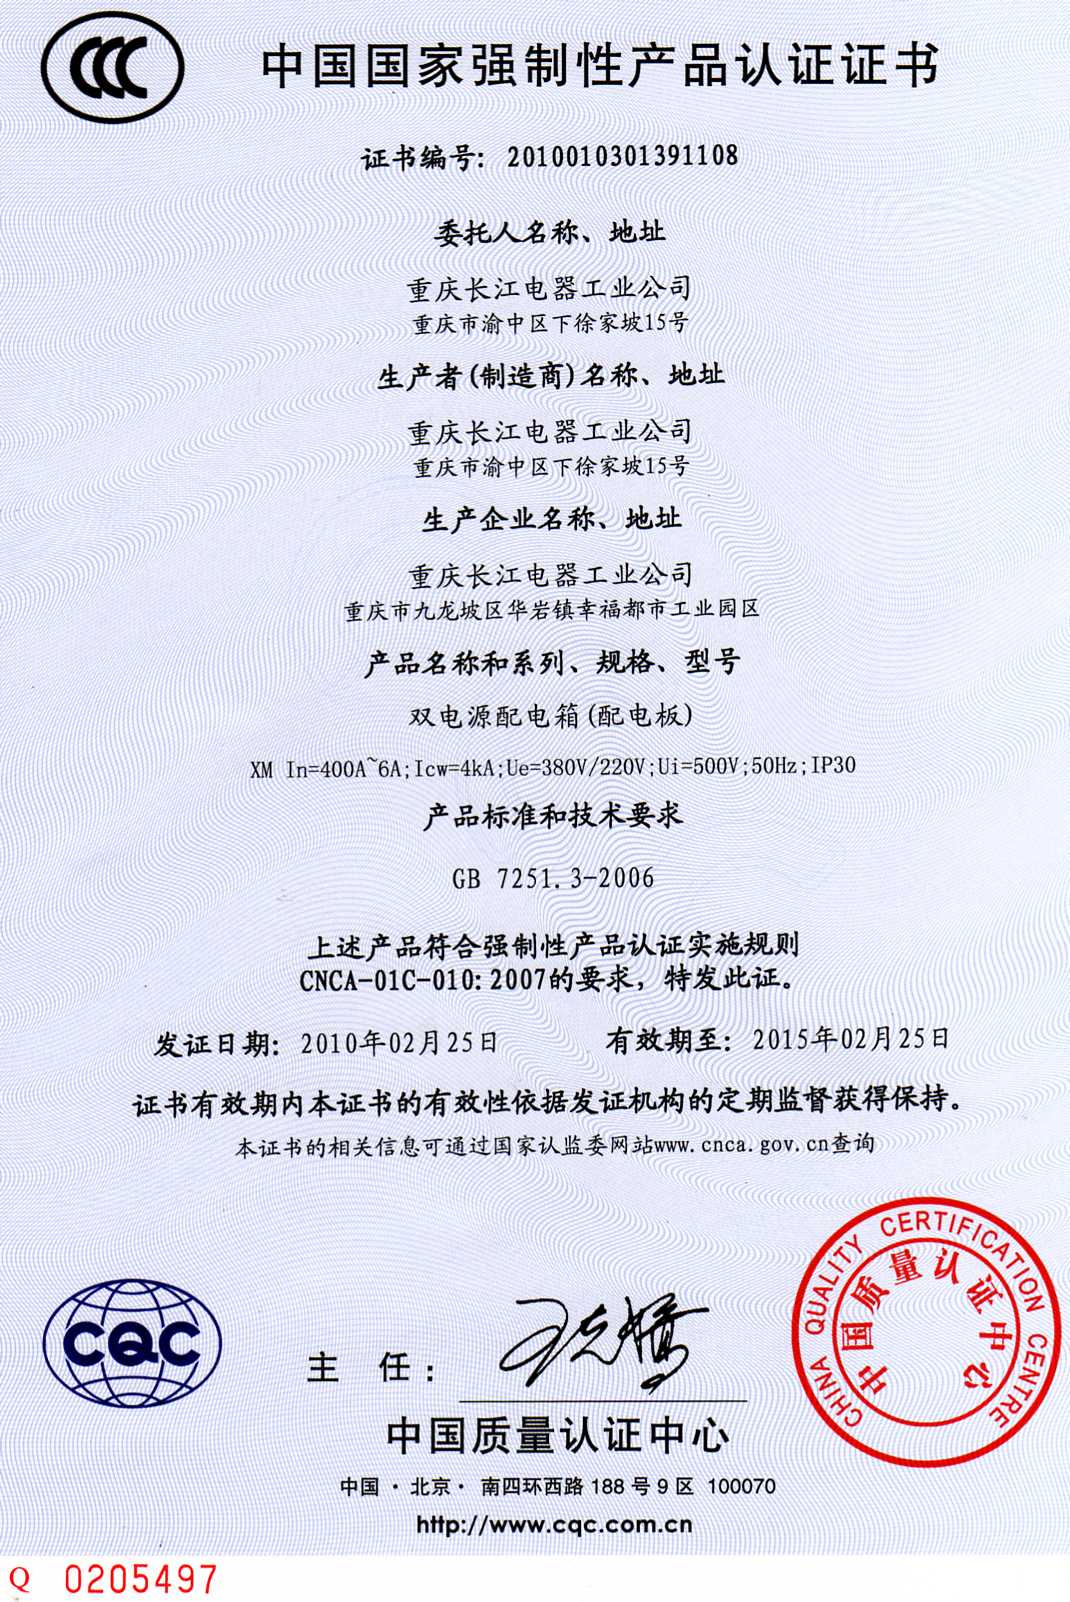 CCC
中国国家强制性产品认证证书
证书编号: 2010010301391108
委托人名称、地址
重庆长江电器工业公司
重庆市渝中区下徐家坡15号
生产者(制造商)名称、地址
重庆长江电器工业公司
重庆市渝中区下徐家坡15号
生产企业名称、地址
重庆长江电器工业公司
重庆市九龙坡区华岩镇幸福都市工业园区
产品名称和系列、规格、型号
双电源配电箱(配电板)
XM In=400A~6A;Icw=4kA;Ue=380V/220V;Ui=500V;50Hz;IP30
产品标准和技术要求
GB 7251.3-2006
上述产品符合强制性产品认证实施规则
CNCA-01C-010:2007的要求，特发此证。
发证日期: 2010年02月25日 有效期至: 2015年02月25日
证书有效期内本证书的有效性依据发证机构的定期监督获得保持。
本证书的相关信息可通过国家认监委网站www.cnca.gov.cn查询
CHINA QUALITY CERTIFICATION CENTRE
中国质量认证中心
CQC
主 任：
中国质量认证中心
中国·北京·南四环西路 188 号 9 区 100070
http://www.cqc.com.cn
Q 0205497